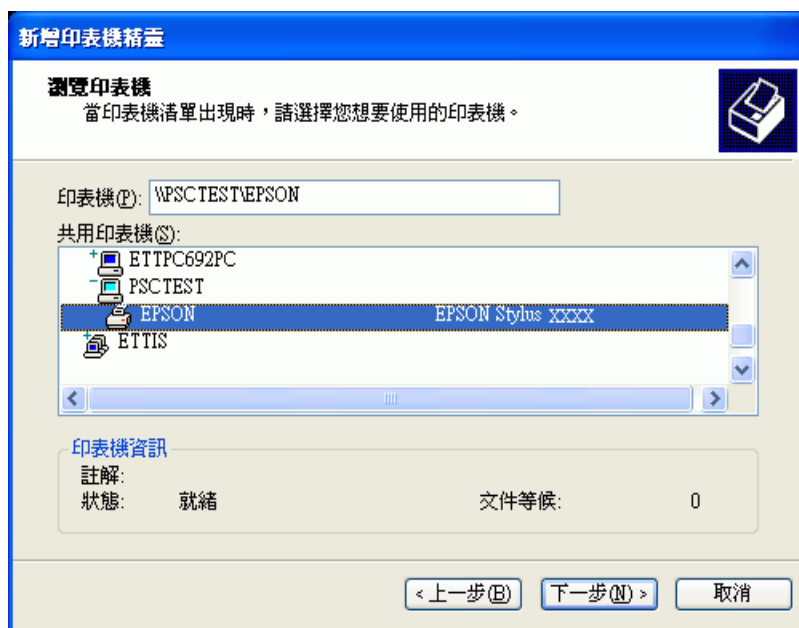 新增印表機精靈
瀏覽印表機
當印表機清單出現時，請選擇您想要使用的印表機。
印表機(P): \\PSCTEST\EPSON
共用印表機(S):
ETTPC692PC
PSCTEST
EPSON EPSON Stylus XXXX
ETTIS
印表機資訊
註解:
狀態: 就緒 文件等候: 0
<上一步(B) 下一步(N)> 取消